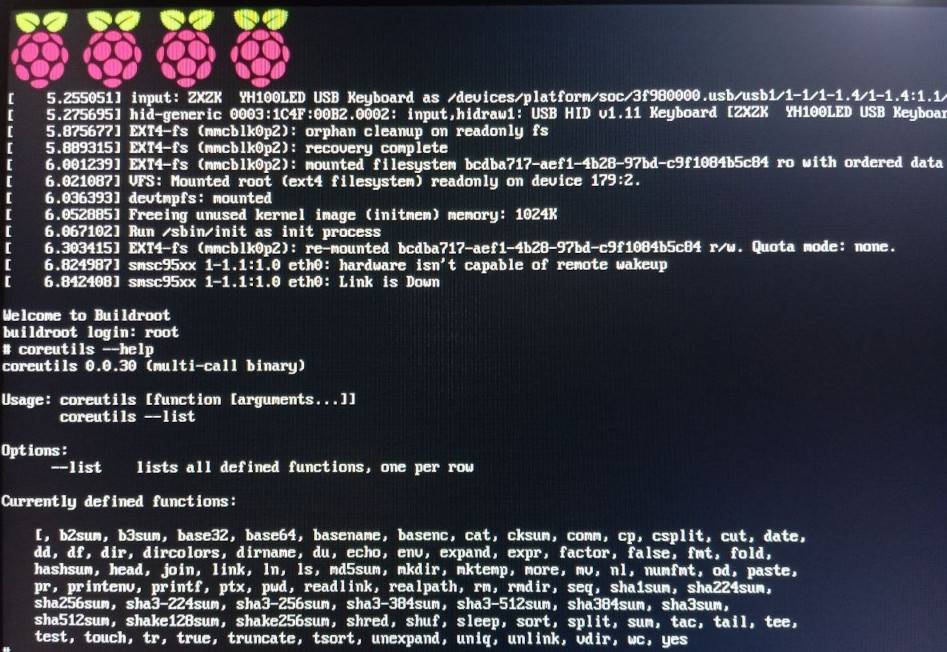 [    5.255051] input: ZXZK  YH100LED USB Keyboard as /devices/platform/soc/3f980000.usb/usb1/1-1/1-1.4/1-1.4:1.1/
[    5.275695] hid-generic 0003:1C4F:00B2.0002: input,hidraw1: USB HID v1.11 Keyboard [ZXZK  YH100LED USB Keyboar
[    5.875677] EXT4-fs (mmcblk0p2): orphan cleanup on readonly fs
[    5.889315] EXT4-fs (mmcblk0p2): recovery complete
[    6.001239] EXT4-fs (mmcblk0p2): mounted filesystem bcdba717-aef1-4b28-97bd-c9f1084b5c84 ro with ordered data
[    6.021087] VFS: Mounted root (ext4 filesystem) readonly on device 179:2.
[    6.036393] devtmpfs: mounted
[    6.052885] Freeing unused kernel image (initmem) memory: 1024K
[    6.067102] Run /sbin/init as init process
[    6.303415] EXT4-fs (mmcblk0p2): re-mounted bcdba717-aef1-4b28-97bd-c9f1084b5c84 r/w. Quota mode: none.
[    6.824987] smsc95xx 1-1.1:1.0 eth0: hardware isn't capable of remote wakeup
[    6.842408] smsc95xx 1-1.1:1.0 eth0: Link is Down
Welcome to Buildroot
buildroot login: root
# coreutils --help
coreutils 0.0.30 (multi-call binary)
Usage: coreutils [function [arguments...]]
       coreutils --list
Options:
      --list    lists all defined functions, one per row
Currently defined functions:
    [, b2sum, b3sum, base32, base64, basename, basenc, cat, cksum, comm, cp, csplit, cut, date,
    dd, df, dir, dircolors, dirname, du, echo, env, expand, expr, factor, false, fmt, fold,
    hashsum, head, join, link, ln, ls, md5sum, mkdir, mktemp, more, mv, nl, numfmt, od, paste,
    pr, printenv, printf, ptx, pwd, readlink, realpath, rm, rmdir, seq, sha1sum, sha224sum,
    sha256sum, sha3-224sum, sha3-256sum, sha3-384sum, sha3-512sum, sha384sum, sha3sum,
    sha512sum, shake128sum, shake256sum, shred, shuf, sleep, sort, split, sum, tac, tail, tee,
    test, touch, tr, true, truncate, tsort, unexpand, uniq, unlink, vdir, wc, yes
#